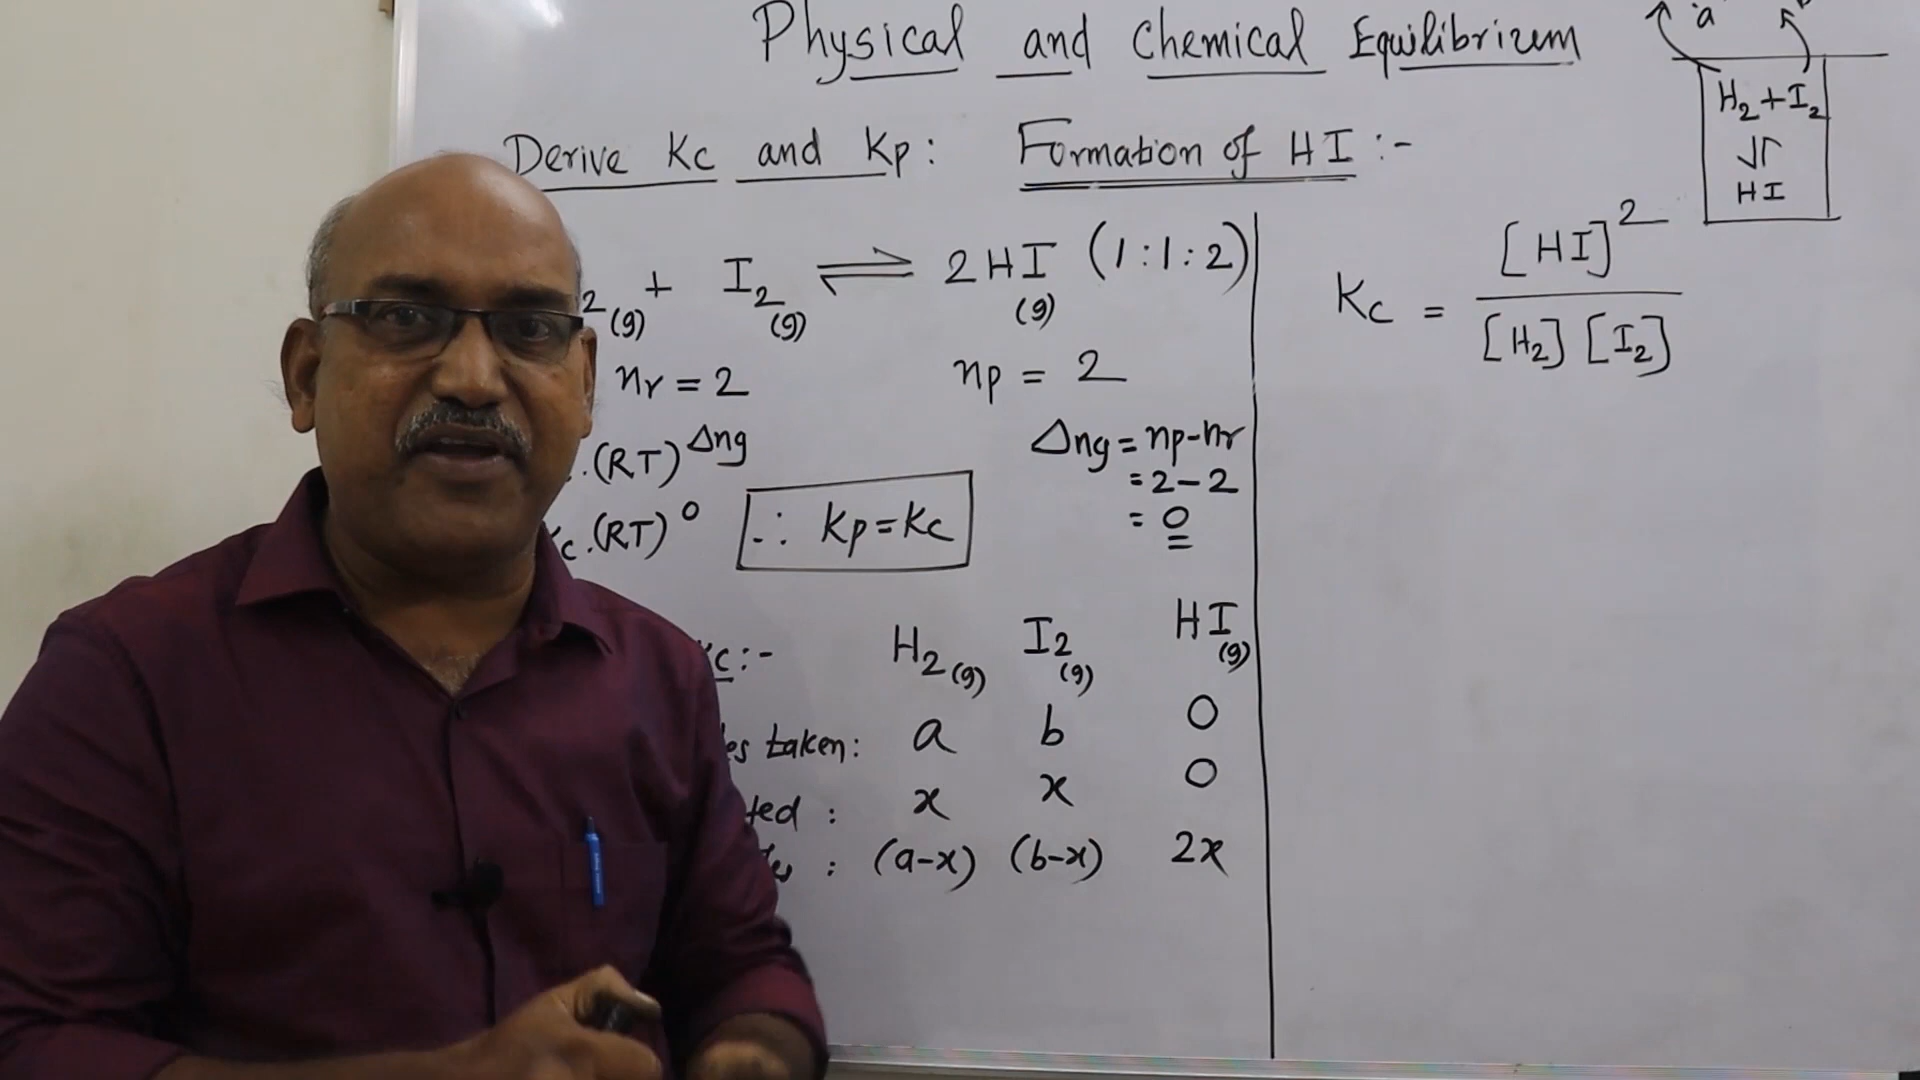 Physical and Chemical Equilibrium
'a'
H2 + I2
⇌
HI
Derive Kc and Kp: Formation of HI :-
2(g) + I2(g) ⇌ 2HI(g) (1:1:2)
nr = 2 np = 2
.(RT)^Δng
Δng = np-nr
= 2-2
= 0
c.(RT)^0 ∴ Kp = Kc
c:- H2(g) I2(g) HI(g)
es taken: a b 0
ted : x x 0
: (a-x) (b-x) 2x
Kc = [HI]^2 / [H2] [I2]